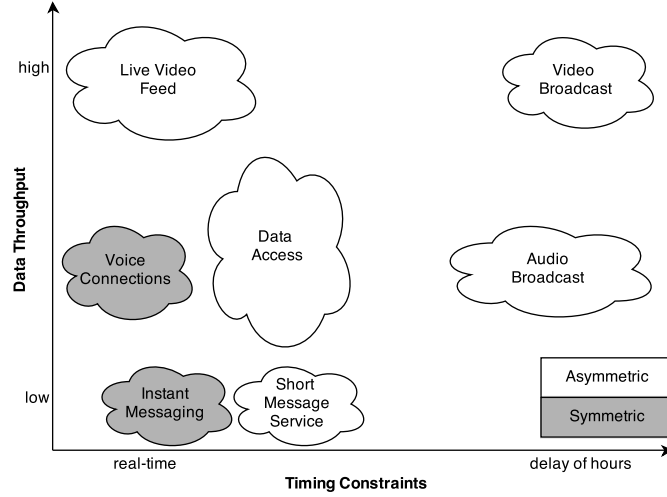 high
Live Video
Feed
Video
Broadcast
Data Throughput
Voice
Connections
Data
Access
Audio
Broadcast
low
Instant
Messaging
Short
Message
Service
Asymmetric
Symmetric
real-time
delay of hours
Timing Constraints